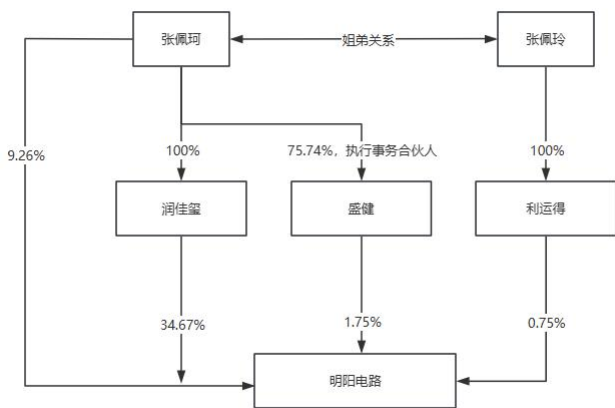 张佩珂
姐弟关系
张佩玲
9.26%
100%
75.74%，执行事务合伙人
100%
润佳玺
盛健
利运得
34.67%
1.75%
0.75%
明阳电路